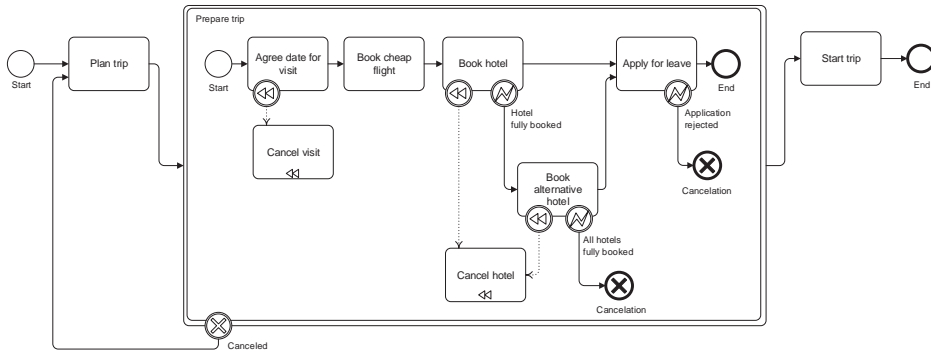 Prepare trip
Plan trip
Start
Agree date for
visit
Start
Book cheap
flight
Book hotel
Hotel
fully booked
Apply for leave
End
Application
rejected
Cancelation
Cancel visit
Book
alternative
hotel
All hotels
fully booked
Cancelation
Cancel hotel
Canceled
Start trip
End